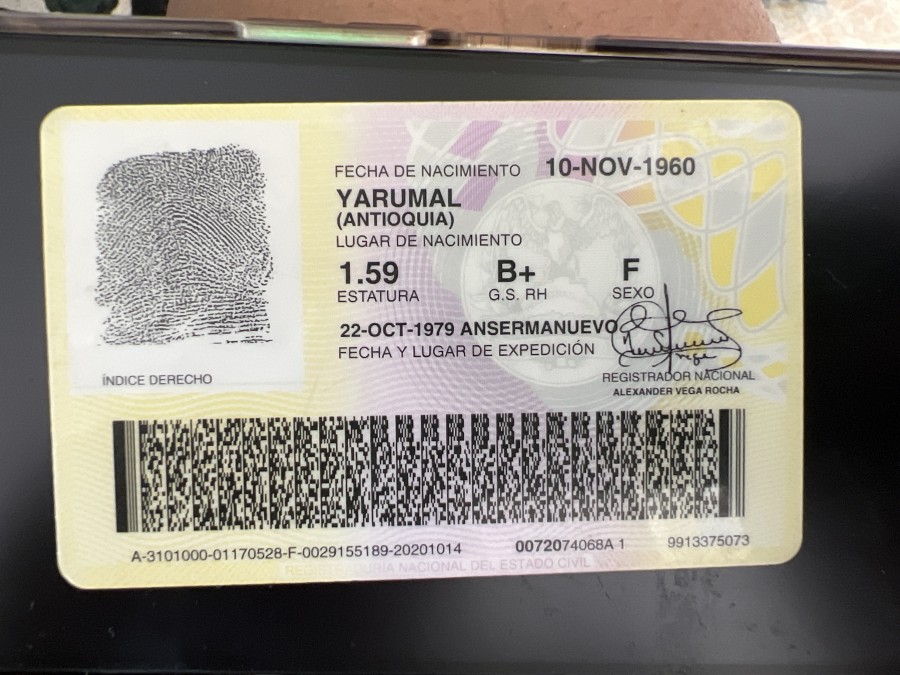 FECHA DE NACIMIENTO 10-NOV-1960
YARUMAL
(ANTIOQUIA)
LUGAR DE NACIMIENTO
1.59 B+ F
ESTATURA G.S. RH SEXO
22-OCT-1979 ANSERMANUEVO
FECHA Y LUGAR DE EXPEDICIÓN
REGISTRADOR NACIONAL
ALEXANDER VEGA ROCHA
ÍNDICE DERECHO
A-3101000-01170528-F-0029155189-20201014 0072074068A 1 9913375073
REGISTRADURÍA NACIONAL DEL ESTADO CIVIL